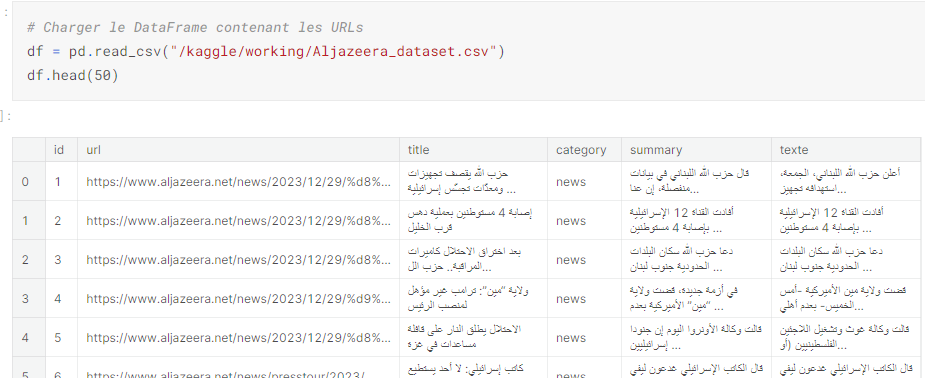 :
# Charger le DataFrame contenant les URLs
df = pd.read_csv("/kaggle/working/Aljazeera_dataset.csv")
df.head(50)
]:
id url title category summary texte
0 1 https://www.aljazeera.net/news/2023/12/29/%d8%... حزب الله يقصف تجهيزات news قال حزب الله اللبناني في بيانات أعلن حزب الله اللبناني، الجمعة،
ومعدّات تجسّس إسرائيلية ... منفصلة، إن عنا... استهدافه تجهيز...
1 2 https://www.aljazeera.net/news/2023/12/29/%d8%... إصابة 4 مستوطنين بعملية دهس news أفادت القناة 12 الإسرائيلية أفادت القناة 12 الإسرائيلية
قرب الخليل بإصابة 4 مستوطنين ... بإصابة 4 مستوطنين ...
2 3 https://www.aljazeera.net/news/2023/12/29/%d8%... بعد اختراق الاحتلال كاميرات news دعا حزب الله سكان البلدات دعا حزب الله سكان البلدات
المراقبة.. حزب الل... الحدودية جنوب لبنان ... الحدودية جنوب لبنان ...
3 4 https://www.aljazeera.net/news/2023/12/29/%d9%... ولاية "مين": ترامب غير مؤهل news في أزمة جديدة، قضت ولاية قضت ولاية مين الأميركية -أمس
لمنصب الرئيس "مين" الأميركية بعدم ... الخميس- بعدم أهلي...
4 5 https://www.aljazeera.net/news/2023/12/29/%d8%... الاحتلال يطلق النار على قافلة news قالت وكالة الأونروا اليوم إن جنودا قالت وكالة غوث وتشغيل اللاجئين
مساعدات في غزة إسرائيليين ... الفلسطينيين (أو...
5 6 https://www.aljazeera.net/news/presstour/2023/... كاتب إسرائيلي: لا أحد يستطيع news قال الكاتب الإسرائيلي غدعون ليفي قال الكاتب الإسرائيلي غدعون ليفي